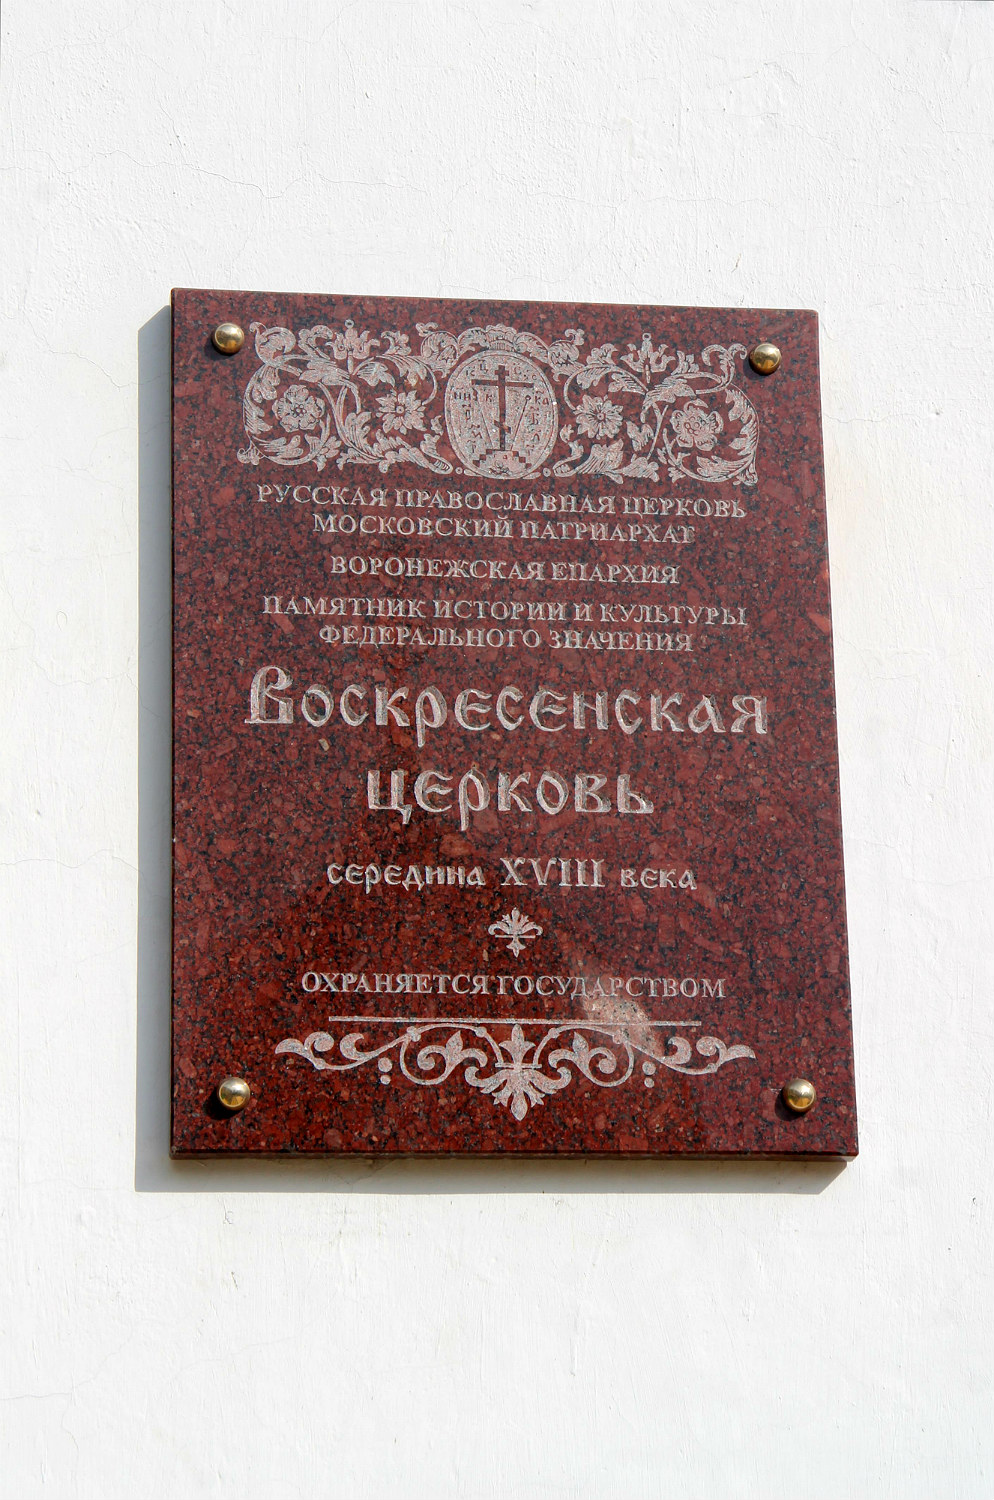 РУССКАЯ ПРАВОСЛАВНАЯ ЦЕРКОВЬ
МОСКОВСКИЙ ПАТРИАРХАТ
ВОРОНЕЖСКАЯ ЕПАРХИЯ
ПАМЯТНИК ИСТОРИИ И КУЛЬТУРЫ
ФЕДЕРАЛЬНОГО ЗНАЧЕНИЯ
Воскресенская
церковь
середина XVIII века
ОХРАНЯЕТСЯ ГОСУДАРСТВОМ